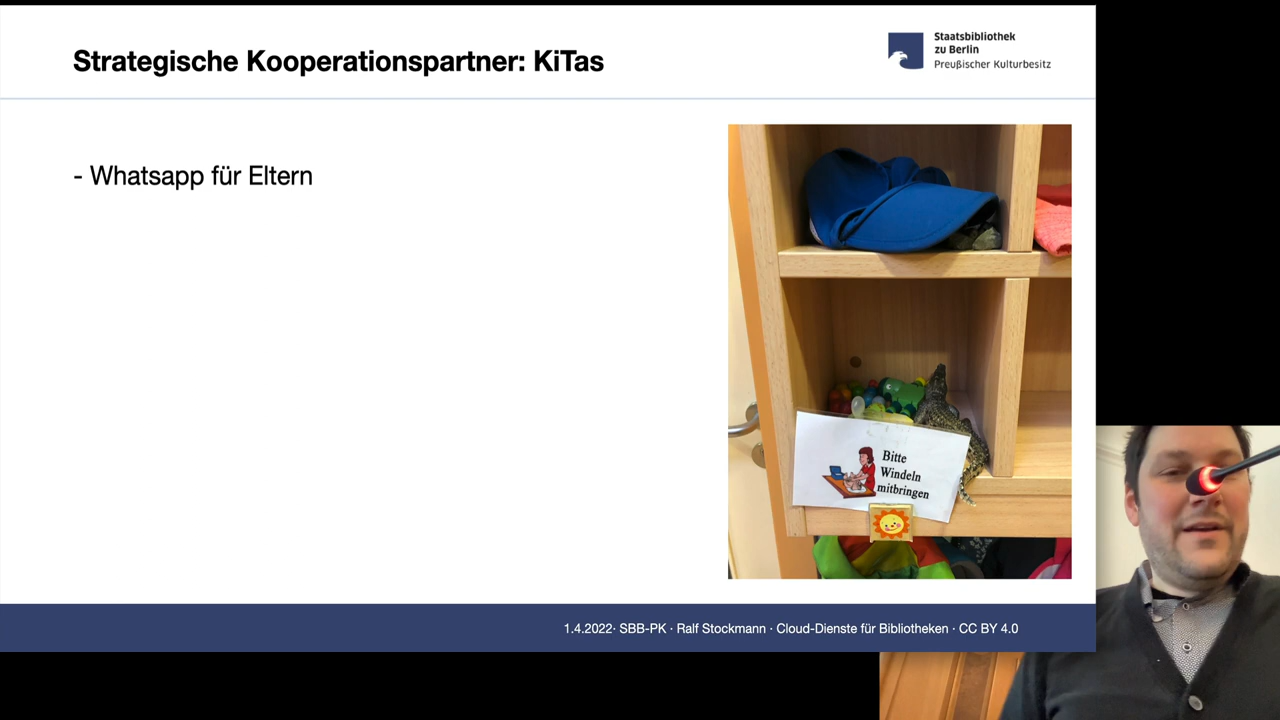 Strategische Kooperationspartner: KiTas
Staatsbibliothek
zu Berlin
Preußischer Kulturbesitz
- Whatsapp für Eltern
Bitte
Windeln
mitbringen
1.4.2022· SBB-PK · Ralf Stockmann · Cloud-Dienste für Bibliotheken · CC BY 4.0